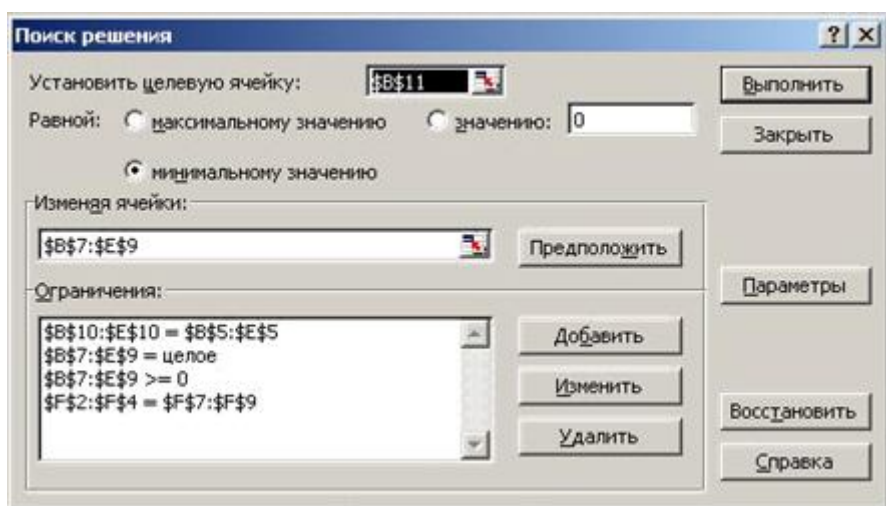 Поиск решения
Установить целевую ячейку: $B$11
Выполнить
Равной: максимальному значению значению: 0
Закрыть
минимальному значению
Изменяя ячейки:
$B$7:$E$9
Предположить
Параметры
Ограничения:
$B$10:$E$10 = $B$5:$E$5
Добавить
$B$7:$E$9 = целое
$B$7:$E$9 >= 0
Изменить
$F$2:$F$4 = $F$7:$F$9
Восстановить
Удалить
Справка